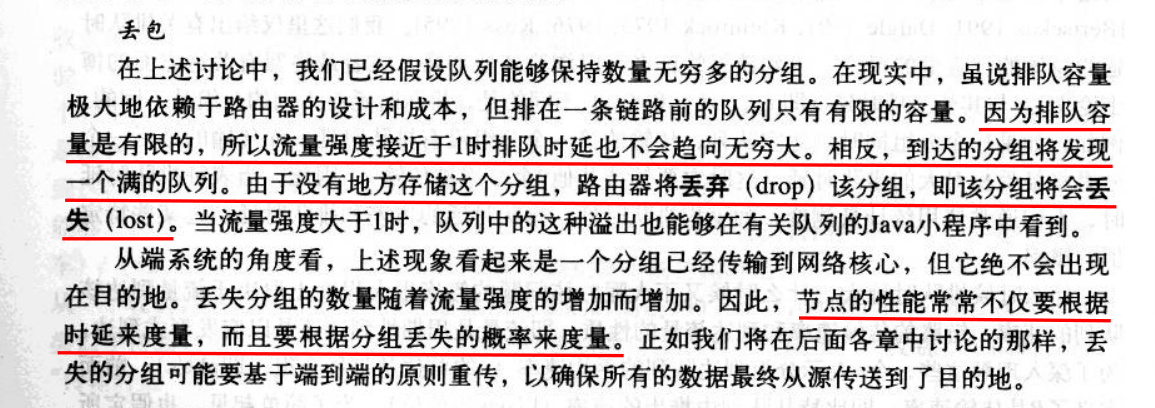 丢包
在上述讨论中，我们已经假设队列能够保持数量无穷多的分组。在现实中，虽说排队容量
极大地依赖于路由器的设计和成本，但排在一条链路前的队列只有有限的容量。因为排队容
量是有限的，所以流量强度接近于1时排队时延也不会趋向无穷大。相反，到达的分组将发现
一个满的队列。由于没有地方存储这个分组，路由器将丢弃（drop）该分组，即该分组将会丢
失（lost）。当流量强度大于1时，队列中的这种溢出也能够在有关队列的Java小程序中看到。
从端系统的角度看，上述现象看起来是一个分组已经传输到网络核心，但它绝不会出现
在目的地。丢失分组的数量随着流量强度的增加而增加。因此，节点的性能常常不仅要根据
时延来度量，而且要根据分组丢失的概率来度量。正如我们将在后面各章中讨论的那样，丢
失的分组可能要基于端到端的原则重传，以确保所有的数据最终从源传送到了目的地。